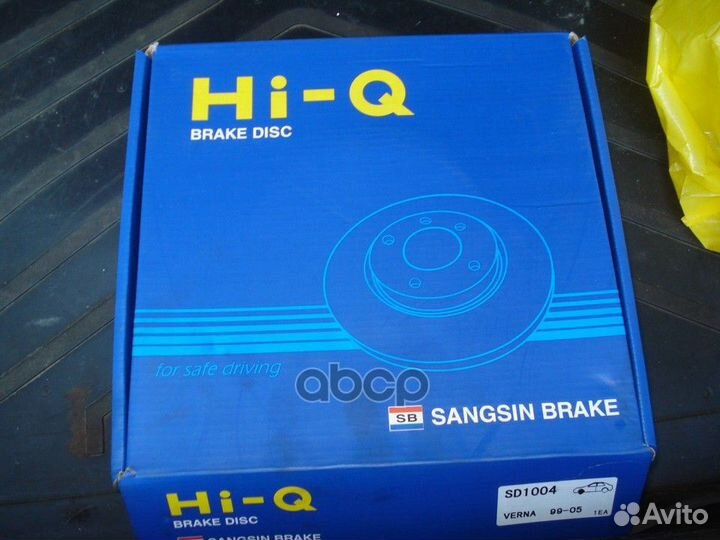 Hi-Q
BRAKE DISC
for safe driving
abcp
SB SANGSIN BRAKE
Hi-Q
BRAKE DISC
SANGSIN BRAKE
SD1004
VERNA 99-05 1EA
Avito